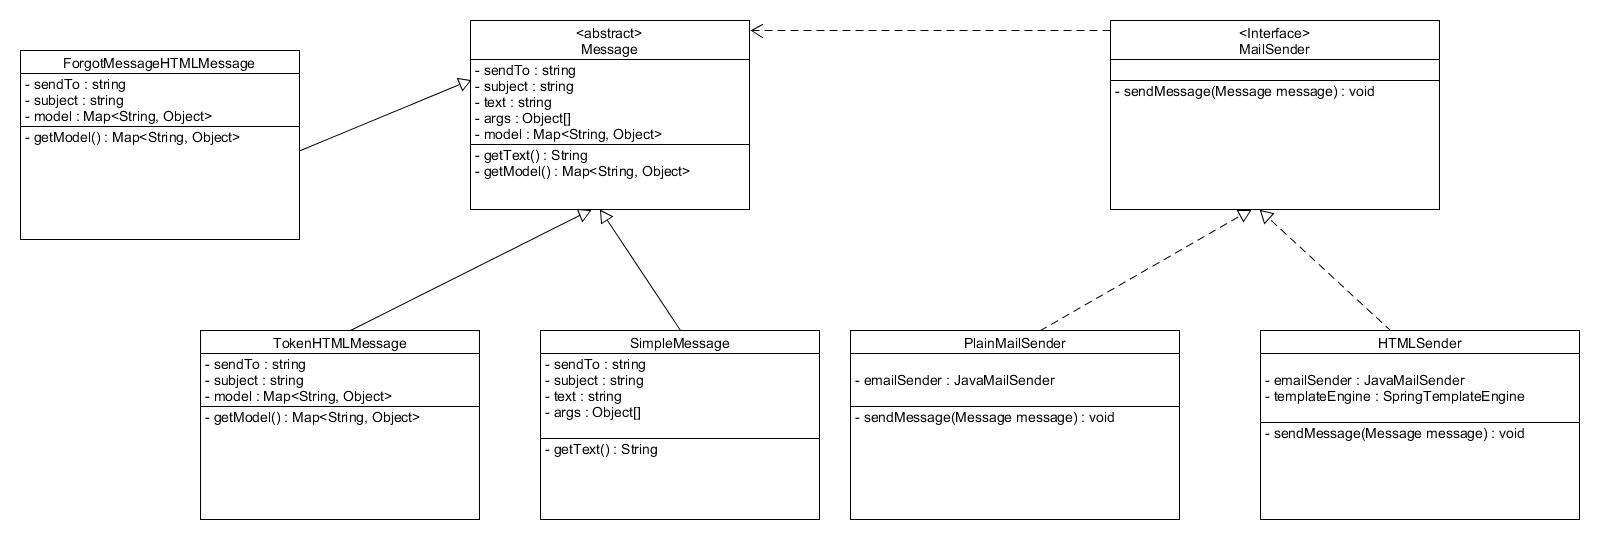 ForgotMessageHTMLMessage
- sendTo : string
- subject : string
- model : Map<String, Object>
- getModel() : Map<String, Object>
<abstract>
Message
- sendTo : string
- subject : string
- text : string
- args : Object[]
- model : Map<String, Object>
- getText() : String
- getModel() : Map<String, Object>
<Interface>
MailSender
- sendMessage(Message message) : void
TokenHTMLMessage
- sendTo : string
- subject : string
- model : Map<String, Object>
- getModel() : Map<String, Object>
SimpleMessage
- sendTo : string
- subject : string
- text : string
- args : Object[]
- getText() : String
PlainMailSender
- emailSender : JavaMailSender
- sendMessage(Message message) : void
HTMLSender
- emailSender : JavaMailSender
- templateEngine : SpringTemplateEngine
- sendMessage(Message message) : void